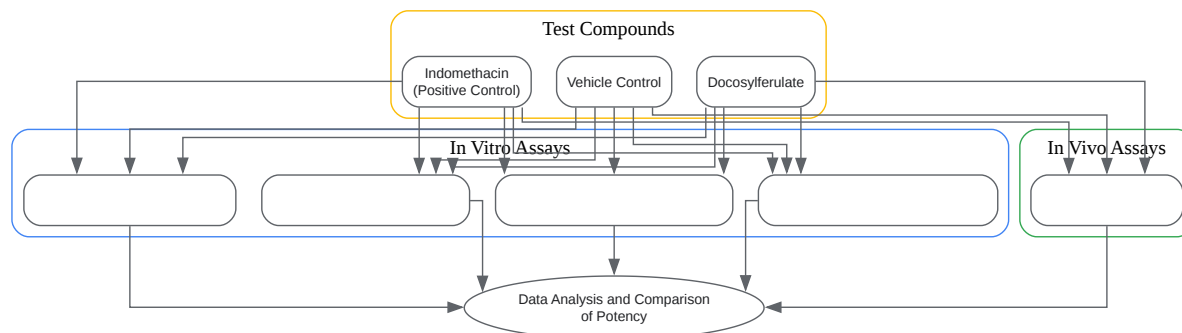 Test Compounds
Indomethacin
(Positive Control)
Vehicle Control
Docosylferulate
In Vitro Assays
In Vivo Assays
Data Analysis and Comparison
of Potency